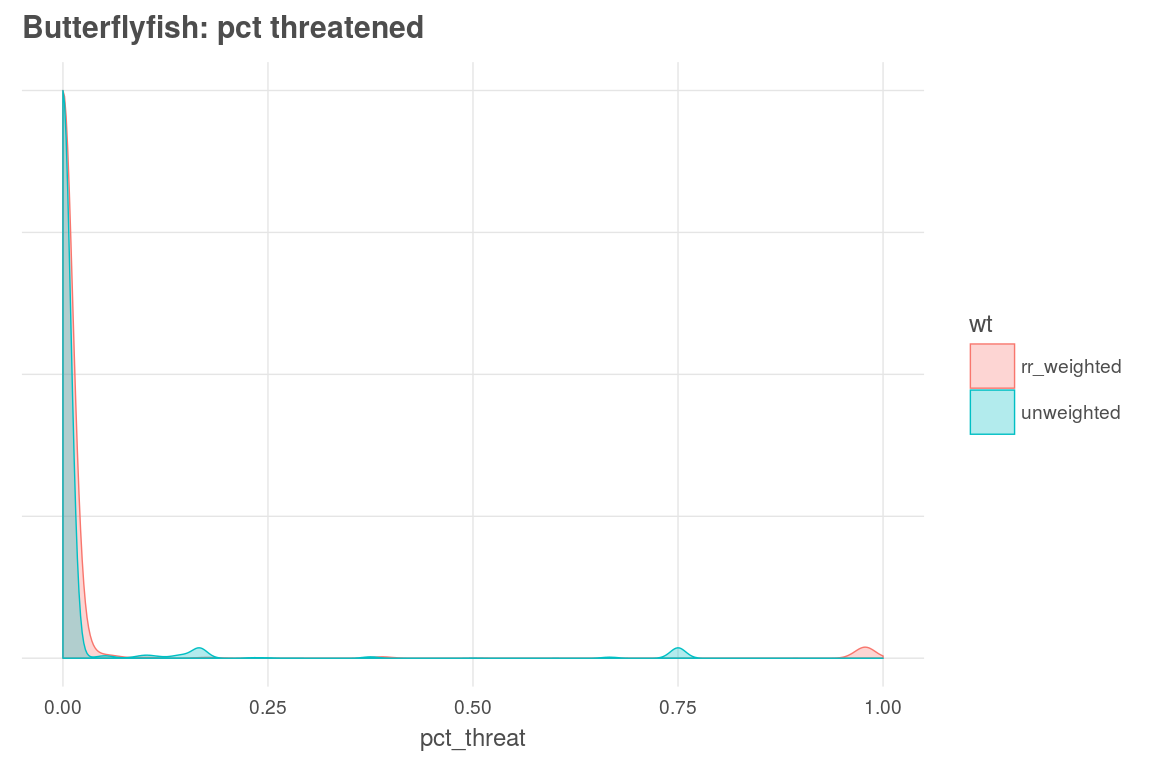 Butterflyfish: pct threatened
wt
rr_weighted
unweighted
0.00 0.25 0.50 0.75 1.00
pct_threat